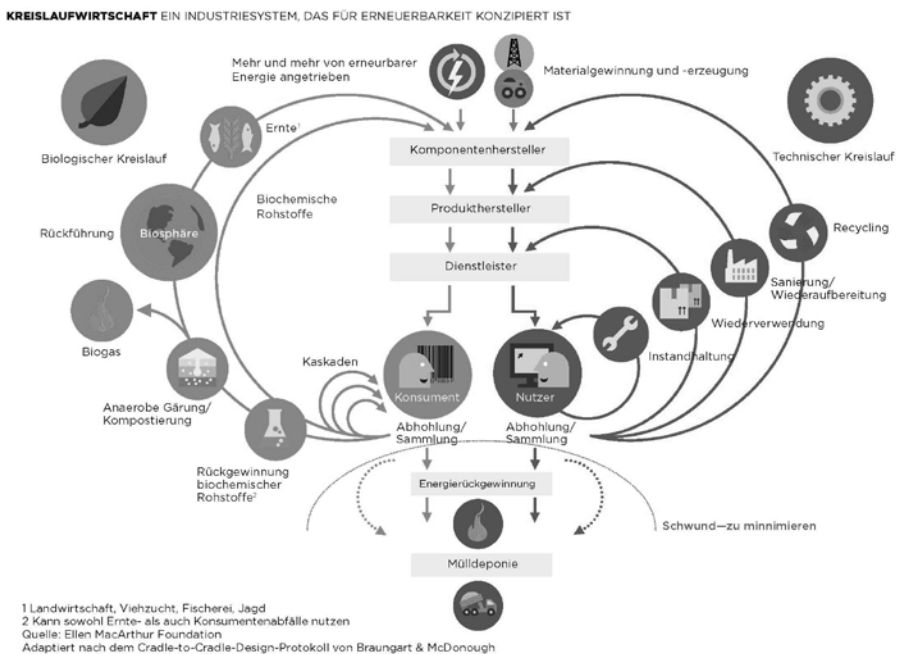 KREISLAUFWIRTSCHAFT EIN INDUSTRIESYSTEM, DAS FÜR ERNEUERBARKEIT KONZIPIERT IST
Mehr und mehr von erneurbarer
Energie angetrieben
Materialgewinnung und -erzeugung
Biologischer Kreislauf
Ernte¹
Technischer Kreislauf
Komponentenhersteller
Biochemische
Rohstoffe
Produkthersteller
Rückführung
Biosphäre
Recycling
Dienstleister
Sanierung/
Wiederaufbereitung
Wiederverwendung
Biogas
Instandhaltung
Kaskaden
Konsument
Nutzer
Anaerobe Gärung/
Kompostierung
Abhohlung/
Sammlung
Abhohlung/
Sammlung
Rückgewinnung
biochemischer
Rohstoffe²
Energierückgewinnung
Schwund—zu minnimieren
Mülldeponie
1 Landwirtschaft, Viehzucht, Fischerei, Jagd
2 Kann sowohl Ernte- als auch Konsumentenabfälle nutzen
Quelle: Ellen MacArthur Foundation
Adaptiert nach dem Cradle-to-Cradle-Design-Protokoll von Braungart & McDonough